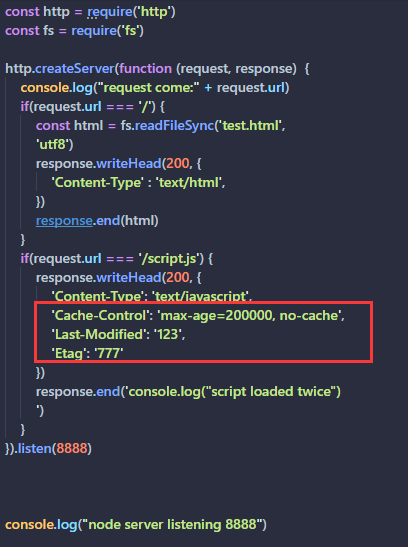 const http = require('http')
const fs = require('fs')
http.createServer(function (request, response)  {
console.log("request come:" + request.url)
if(request.url === '/') {
const html = fs.readFileSync('test.html',
'utf8')
response.writeHead(200, {
'Content-Type' : 'text/html',
})
response.end(html)
}
if(request.url === '/script.js') {
response.writeHead(200, {
'Content-Type': 'text/javascript',
'Cache-Control': 'max-age=200000, no-cache',
'Last-Modified': '123',
'Etag': '777'
})
response.end('console.log("script loaded twice")
')
}
}).listen(8888)
console.log("node server listening 8888")